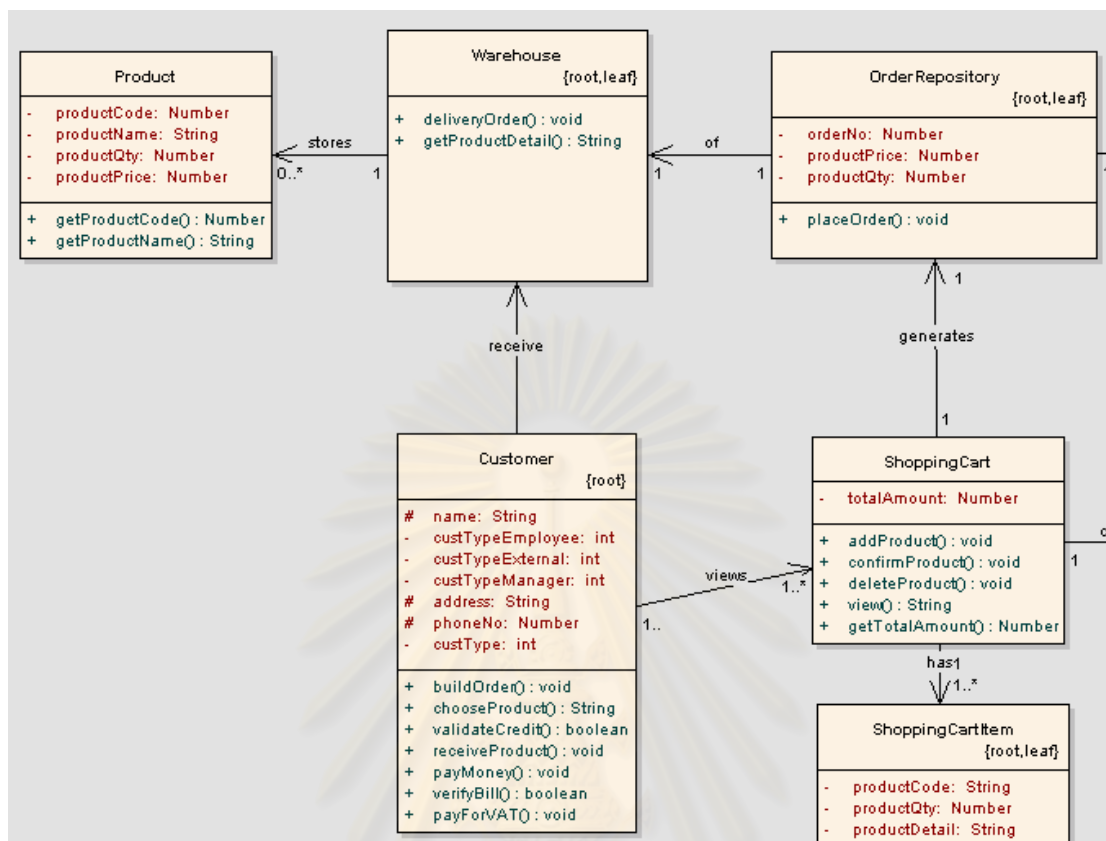 Product
- productCode: Number
- productName: String
- productQty: Number
- productPrice: Number
+ getProductCode() : Number
+ getProductName() : String
stores
0..*
1
Warehouse
{root,leaf}
+ deliveryOrder() : void
+ getProductDetail() : String
of
1
1
OrderRepository
{root,leaf}
- orderNo: Number
- productPrice: Number
- productQty: Number
+ placeOrder() : void
1
receive
1
generates
1
Customer
{root}
# name: String
- custTypeEmployee: int
- custTypeExternal: int
- custTypeManager: int
# address: String
# phoneNo: Number
- custType: int
+ buildOrder() : void
+ chooseProduct() : String
+ validateCredit() : boolean
+ receiveProduct() : void
+ payMoney() : void
+ verifyBill() : boolean
+ payForVAT() : void
views
1..*
1..
ShoppingCart
- totalAmount: Number
+ addProduct() : void
+ confirmProduct() : void
+ deleteProduct() : void
+ view() : String
+ getTotalAmount() : Number
1
has1
1..*
ShoppingCartItem
{root,leaf}
- productCode: String
- productQty: Number
- productDetail: String